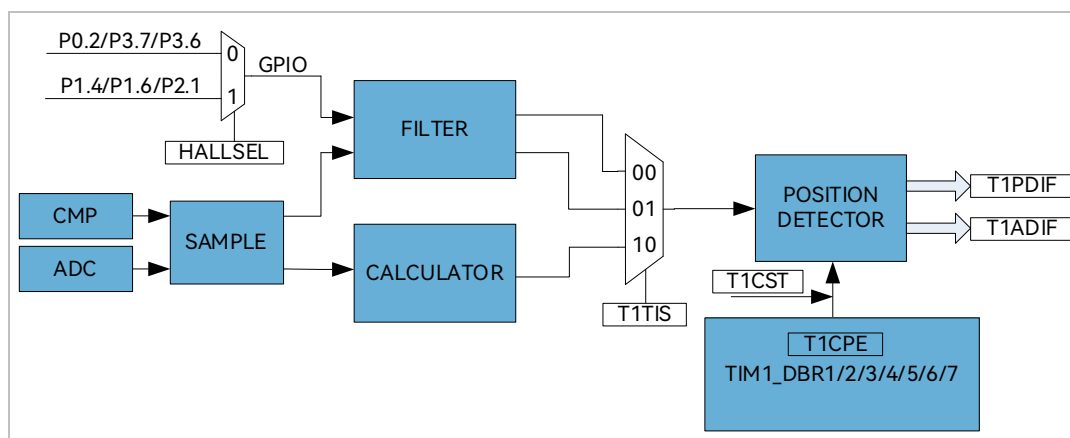 P0.2/P3.7/P3.6
0
GPIO
P1.4/P1.6/P2.1
1
HALLSEL
FILTER
00
01
10
CMP
ADC
SAMPLE
CALCULATOR
T1TIS
POSITION
DETECTOR
T1PDIF
T1ADIF
T1CST
T1CPE
TIM1_DBR1/2/3/4/5/6/7